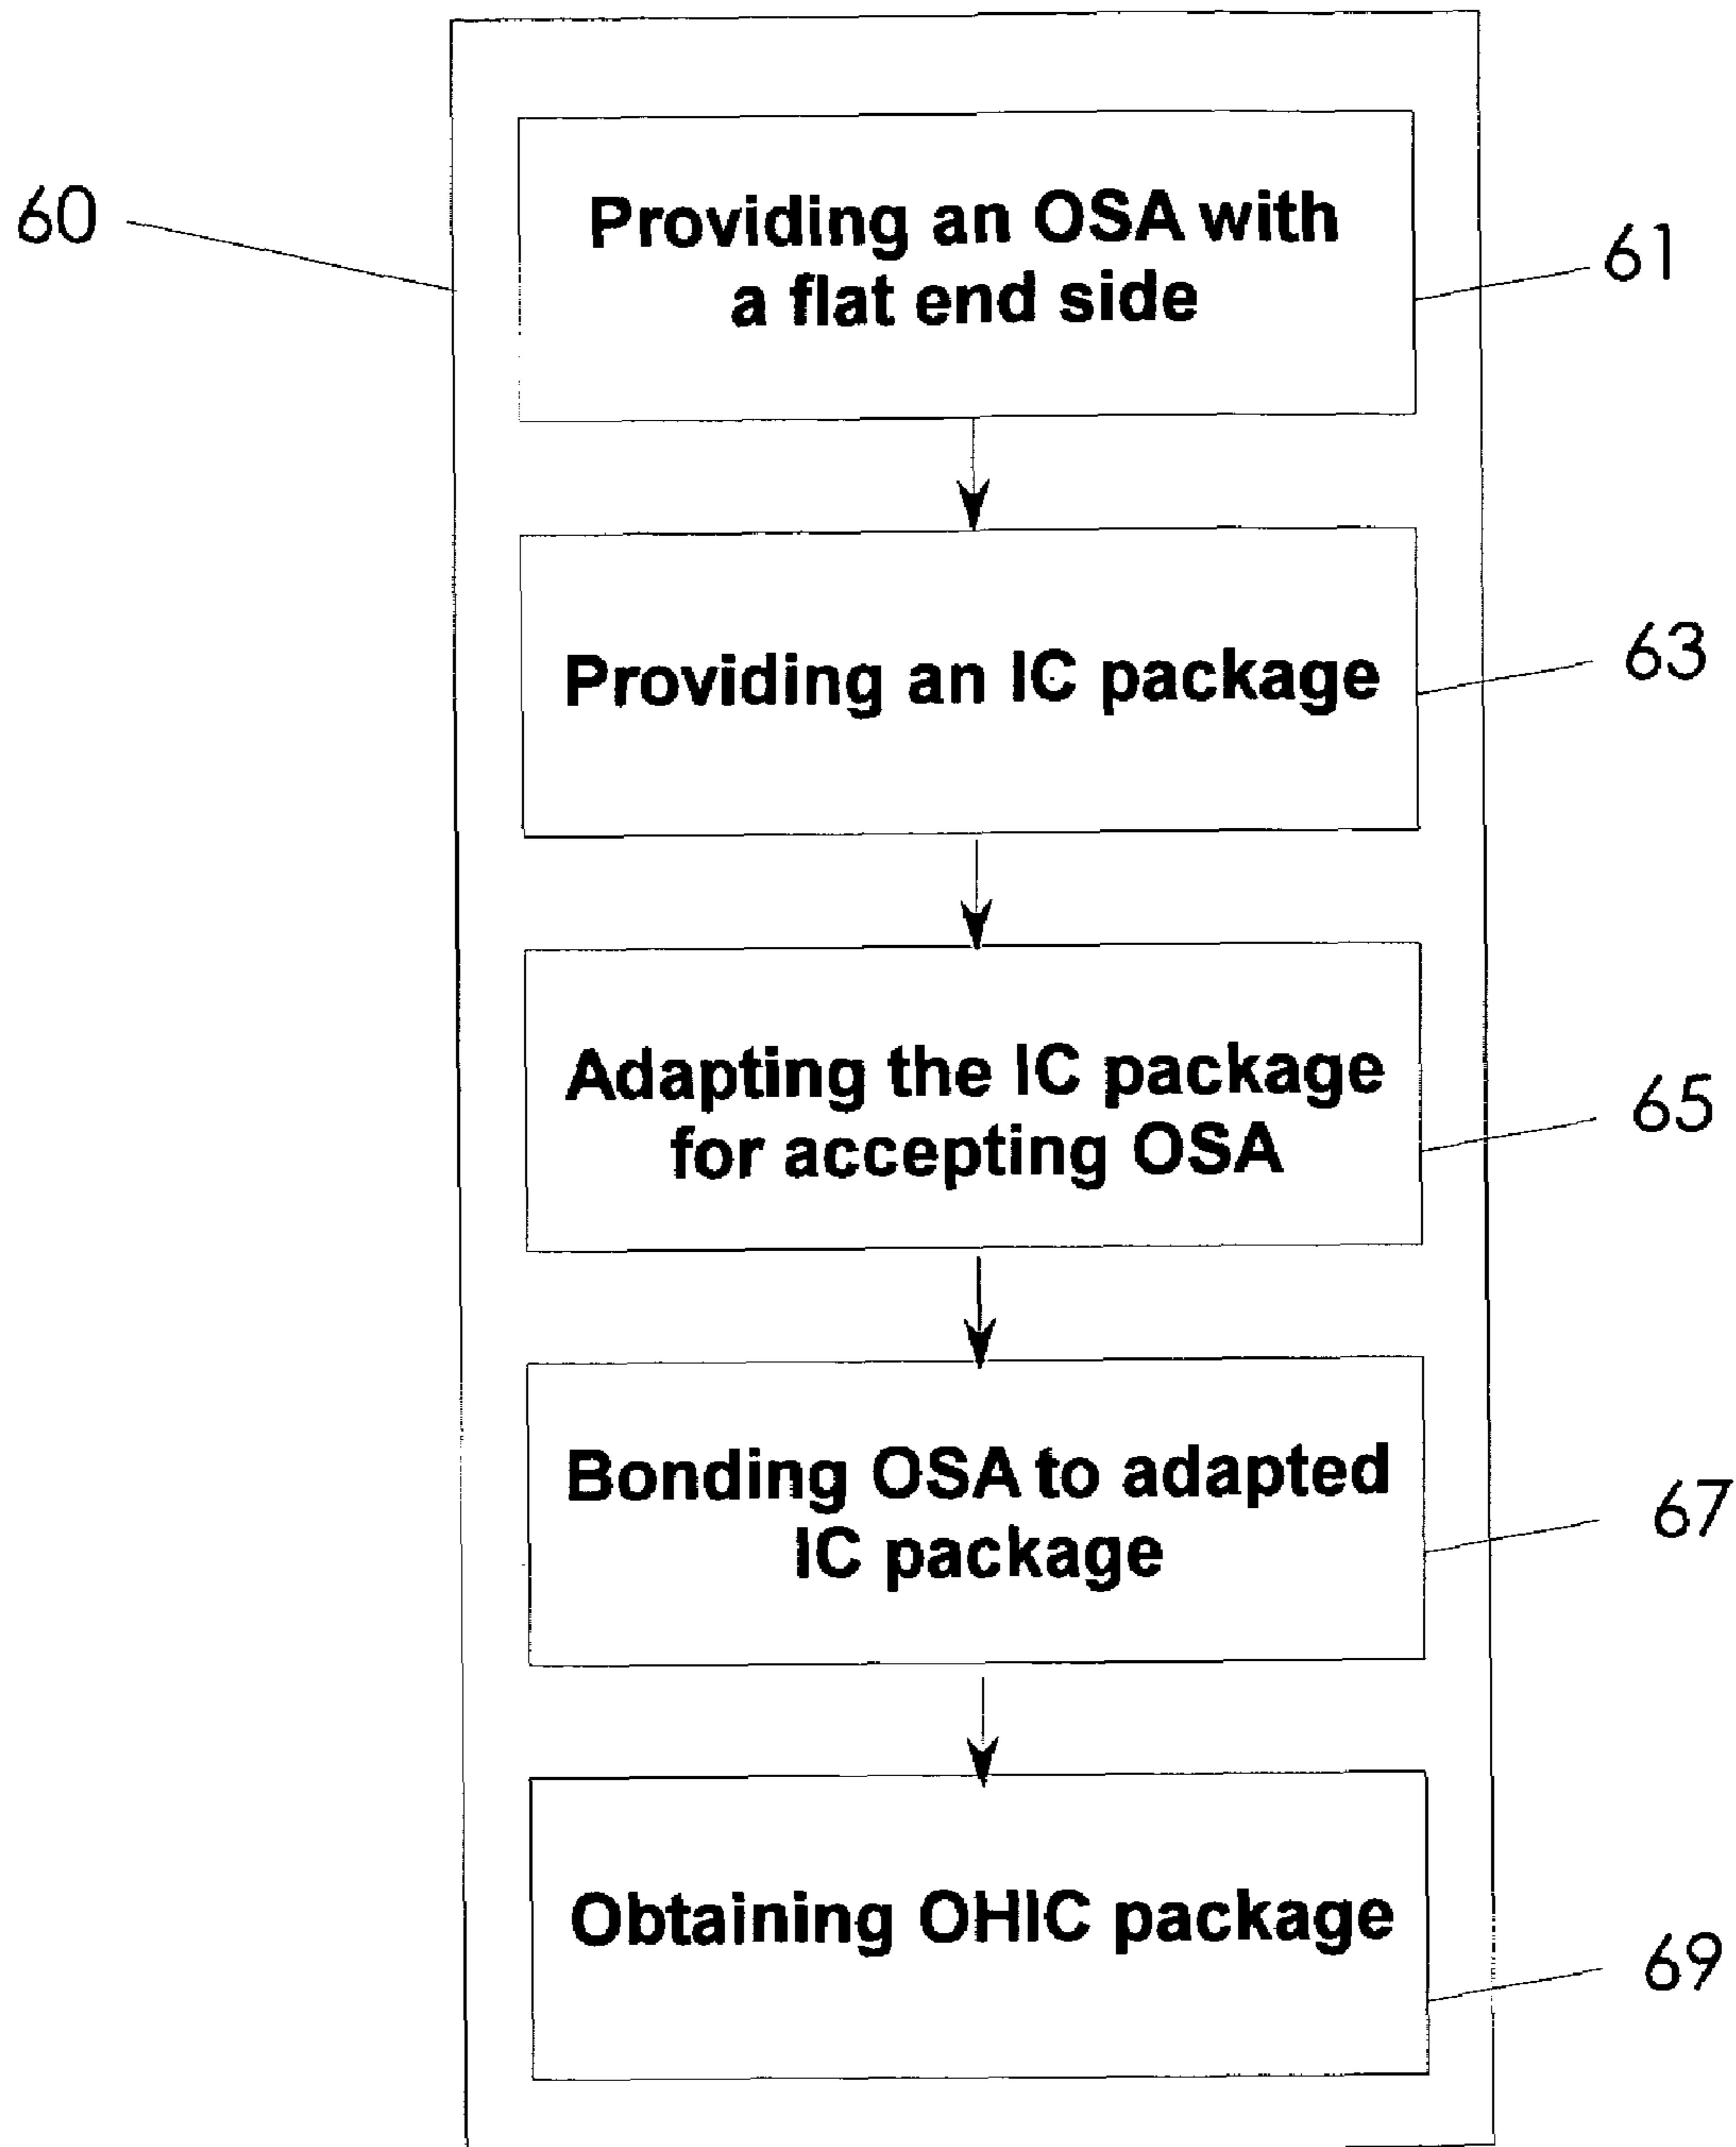 60
Providing an OSA with
a flat end side
61
Providing an IC package
63
Adapting the IC package
for accepting OSA
65
Bonding OSA to adapted
IC package
67
Obtaining OHIC package
69